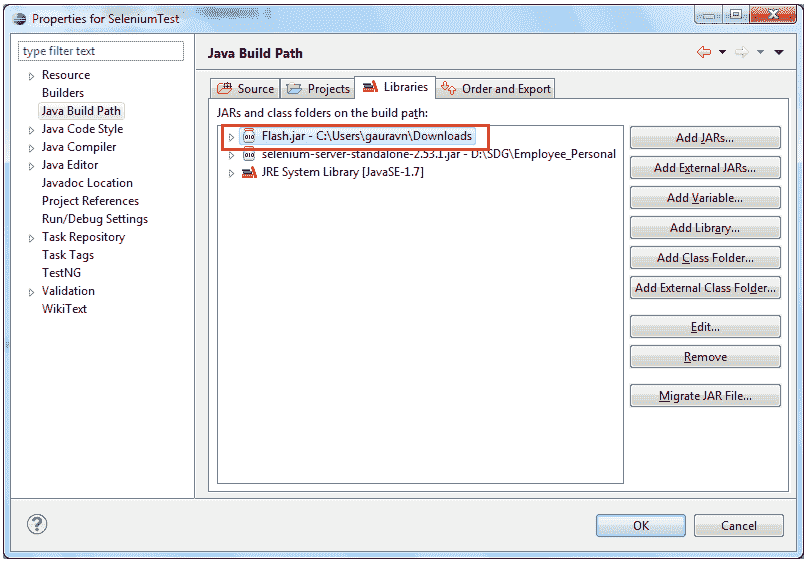 Properties for SeleniumTest
type filter text
Resource
Builders
Java Build Path
Java Code Style
Java Compiler
Java Editor
Javadoc Location
Project References
Run/Debug Settings
Task Repository
Task Tags
TestNG
Validation
WikiText
Java Build Path
Source Projects Libraries Order and Export
JARs and class folders on the build path:
Flash.jar - C:\Users\gauravn\Downloads
selenium-server-standalone-2.53.1.jar - D:\SDG\Employee_Personal
JRE System Library [JavaSE-1.7]
Add JARs...
Add External JARs...
Add Variable...
Add Library...
Add Class Folder...
Add External Class Folder...
Edit...
Remove
Migrate JAR File...
OK Cancel